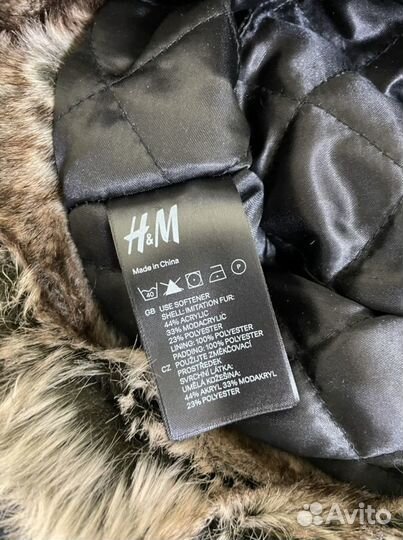 H&M
Made in China
40 P
GB USE SOFTENER
SHELL: IMITATION FUR:
44% ACRYLIC
33% MODACRYLIC
23% POLYESTER
LINING: 100% POLYESTER
PADDING: 100% POLYESTER
CZ POUŽIJTE ZMĚKČOVACÍ
PROSTŘEDEK
SVRCHNÍ LÁTKA:
UMĚLÁ KOŽEŠINA:
44% AKRYL 33% MODAKRYL
23% POLYESTER
Avito